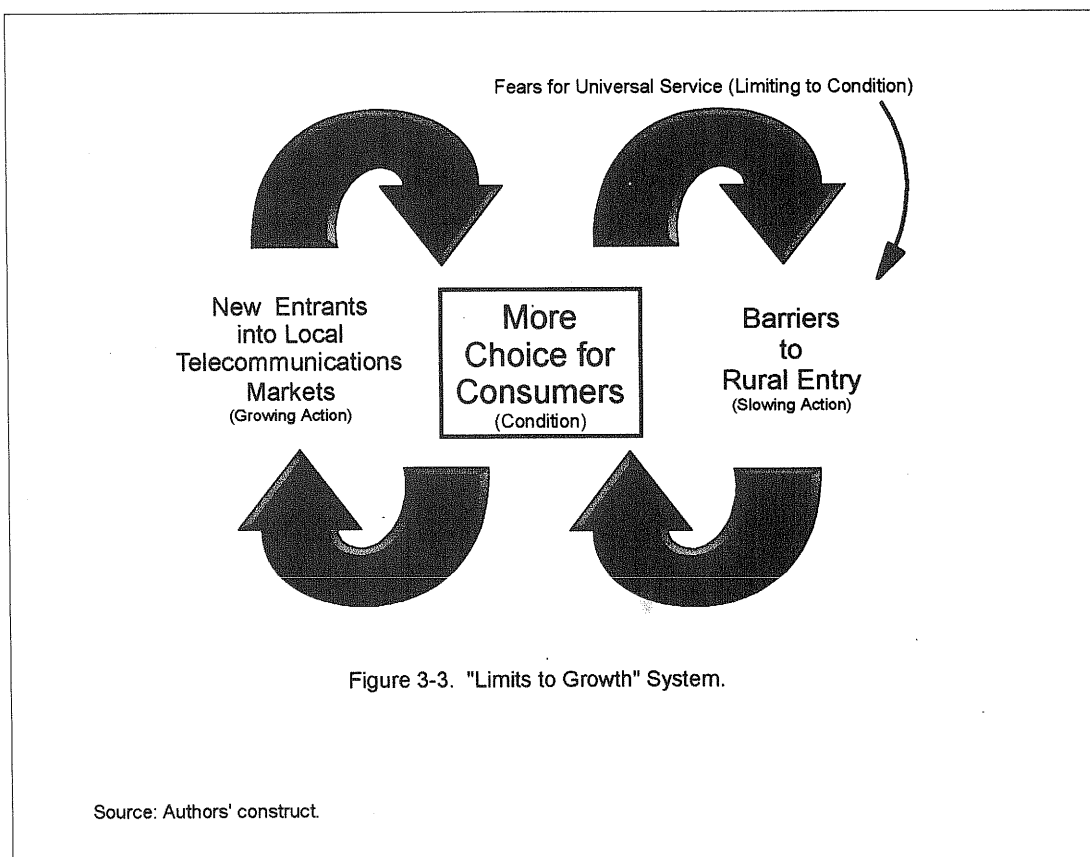 Fears for Universal Service (Limiting to Condition)
New Entrants
into Local
Telecommunications
Markets
(Growing Action)
More
Choice for
Consumers
(Condition)
Barriers
to
Rural Entry
(Slowing Action)
Figure 3-3. "Limits to Growth" System.
Source: Authors' construct.